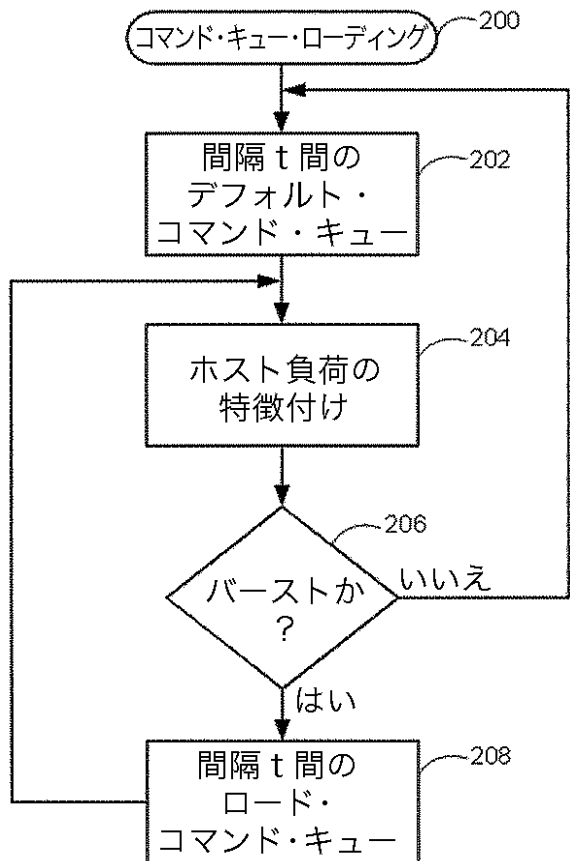 コマンド・キュー・ローディング
200
間隔 t 間の
デフォルト・
コマンド・キュー
202
ホスト負荷の
特徴付け
204
206
バーストか
?
いいえ
はい
間隔 t 間の
ロード・
コマンド・キュー
208